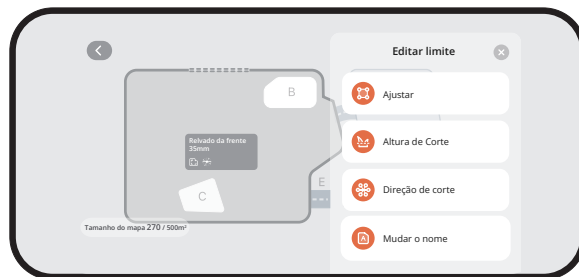 Editar limite
B
Ajustar
Relvado da frente
35mm
Altura de Corte
E
Direção de corte
C
Tamanho do mapa 270 / 500m²
A
Mudar o nome